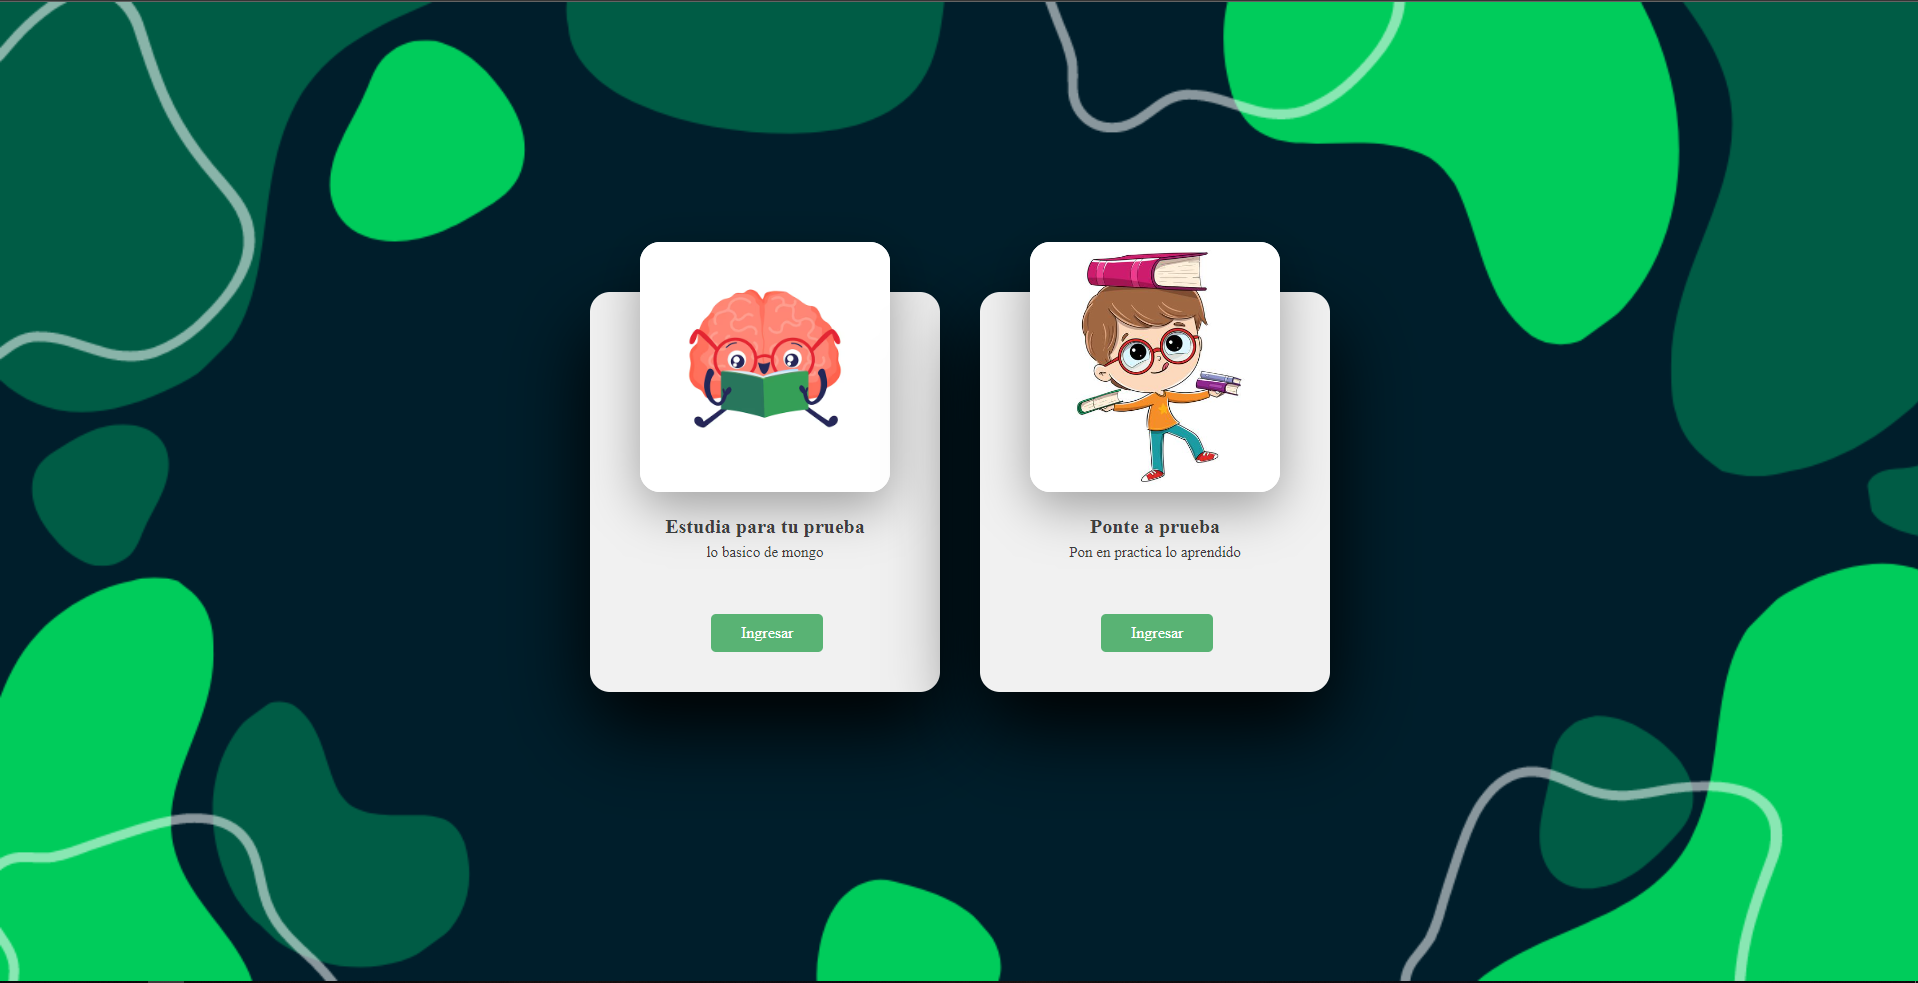 Estudia para tu prueba
lo basico de mongo
Ingresar
Ponte a prueba
Pon en practica lo aprendido
Ingresar